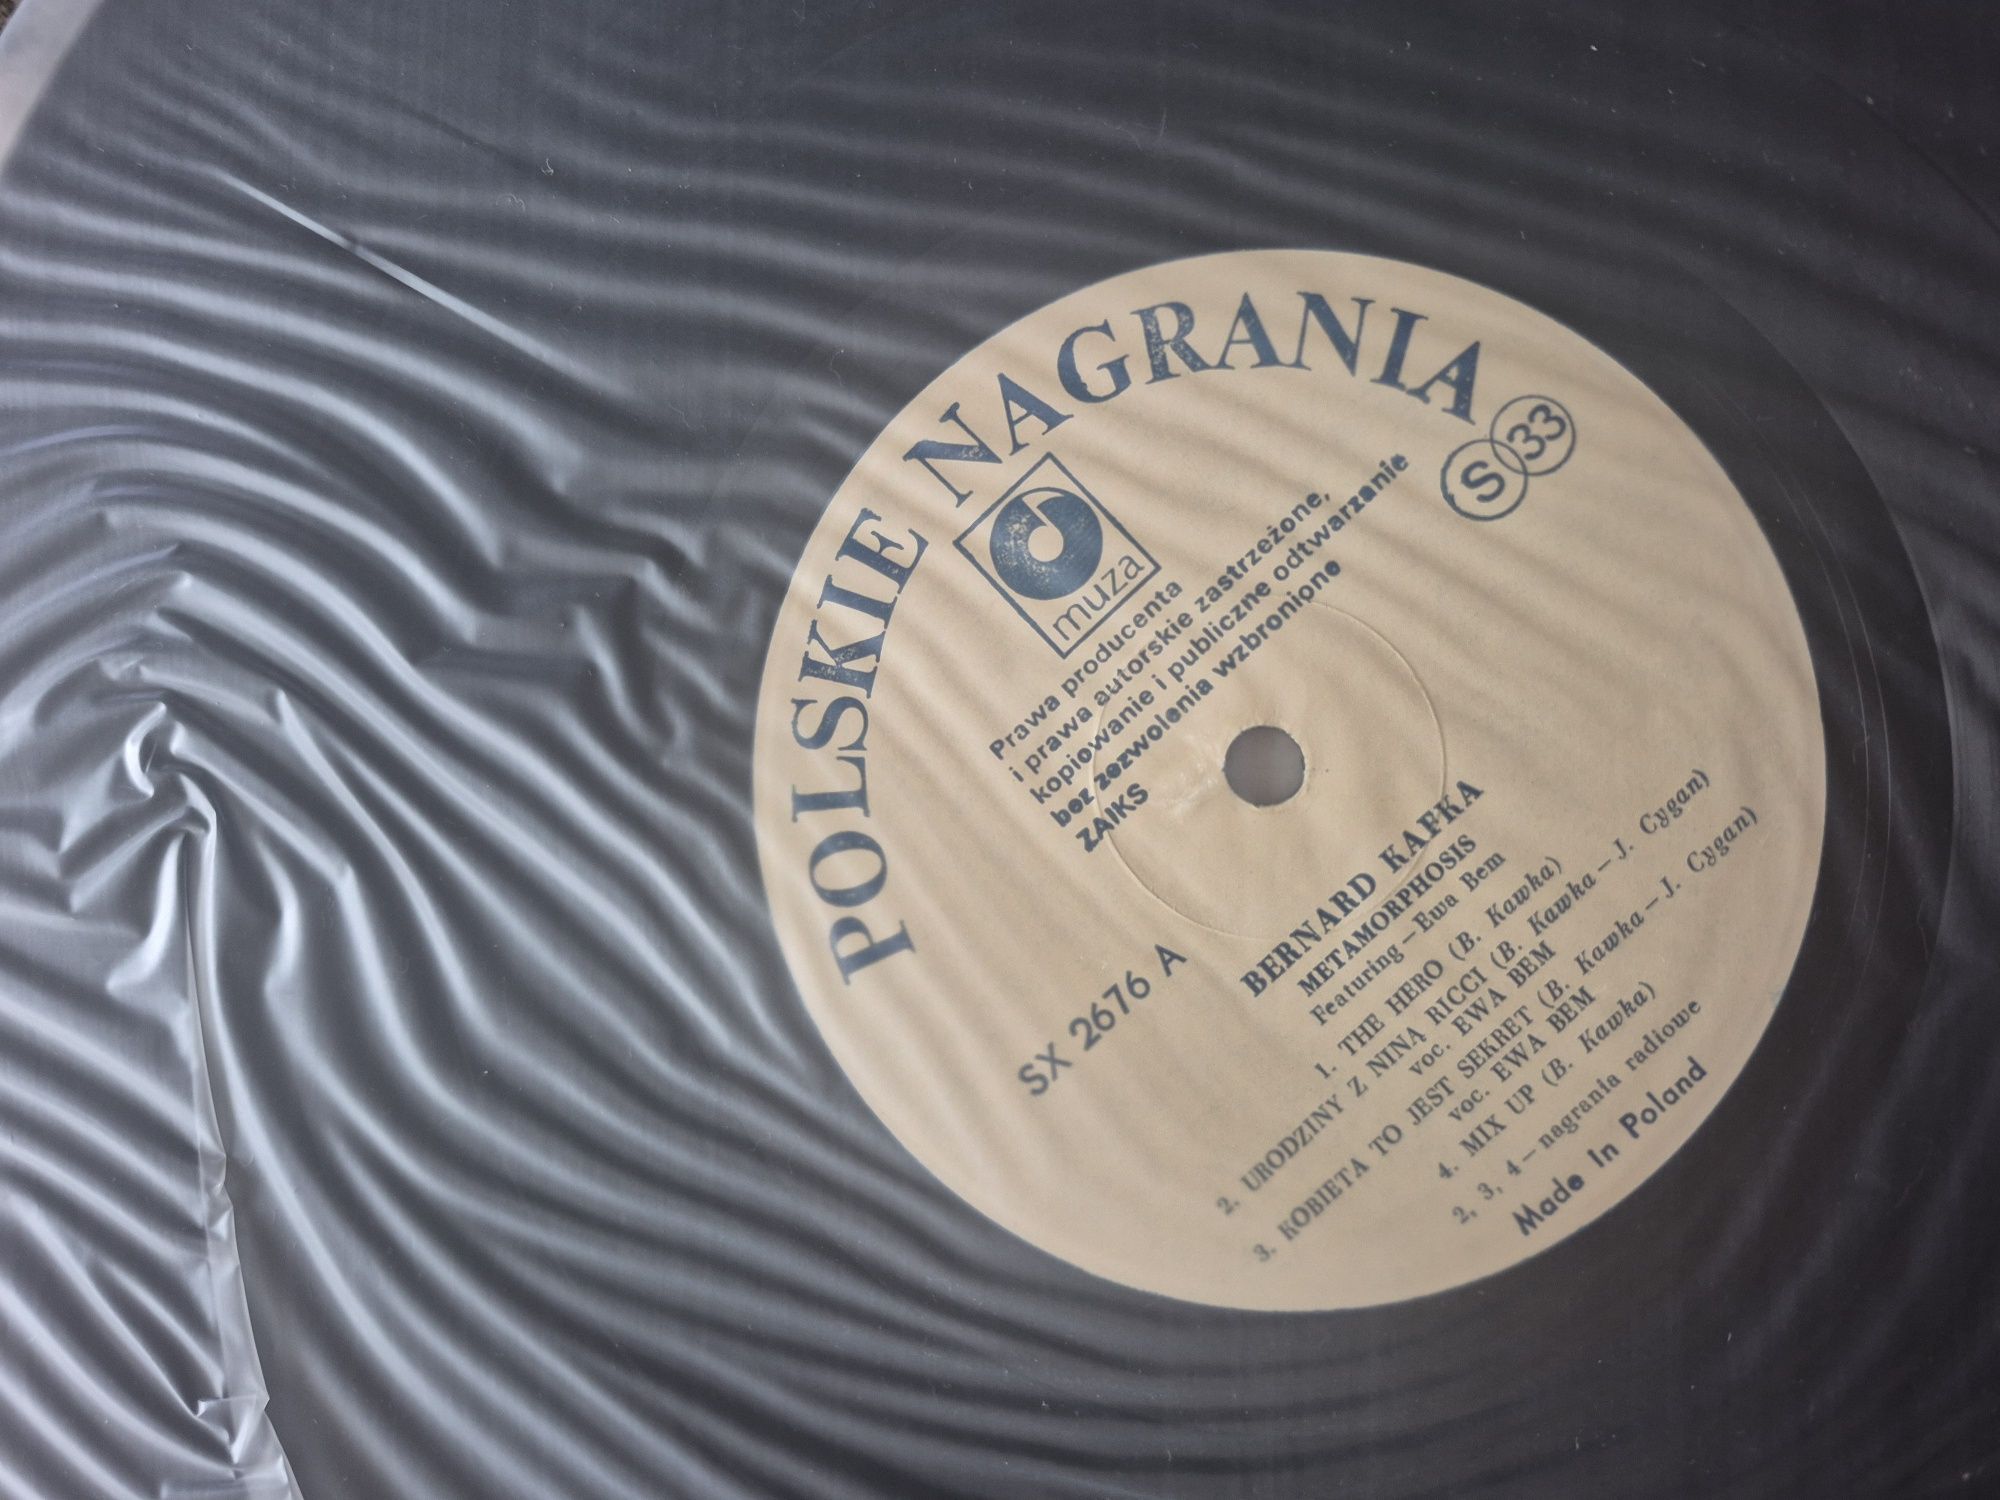 POLSKIE NAGRANIA
S 33
muza
Prawa producenta
i prawa autorskie zastrzeżone,
kopiowanie i publiczne odtwarzanie
bez zezwolenia wzbronione
ZAIKS
SX 2676 A
BERNARD KAFKA
METAMORPHOSIS
Featuring — Ewa Bem
1. THE HERO (B. Kawka)
2. URODZINY Z NINĄ RICCI (B. Kawka — J. Cygan)
voc. EWA BEM
3. KOBIETA TO JEST SEKRET (B. Kawka — J. Cygan)
voc. EWA BEM
4. MIX UP (B. Kawka)
2, 3, 4 — nagrania radiowe
Made In Poland